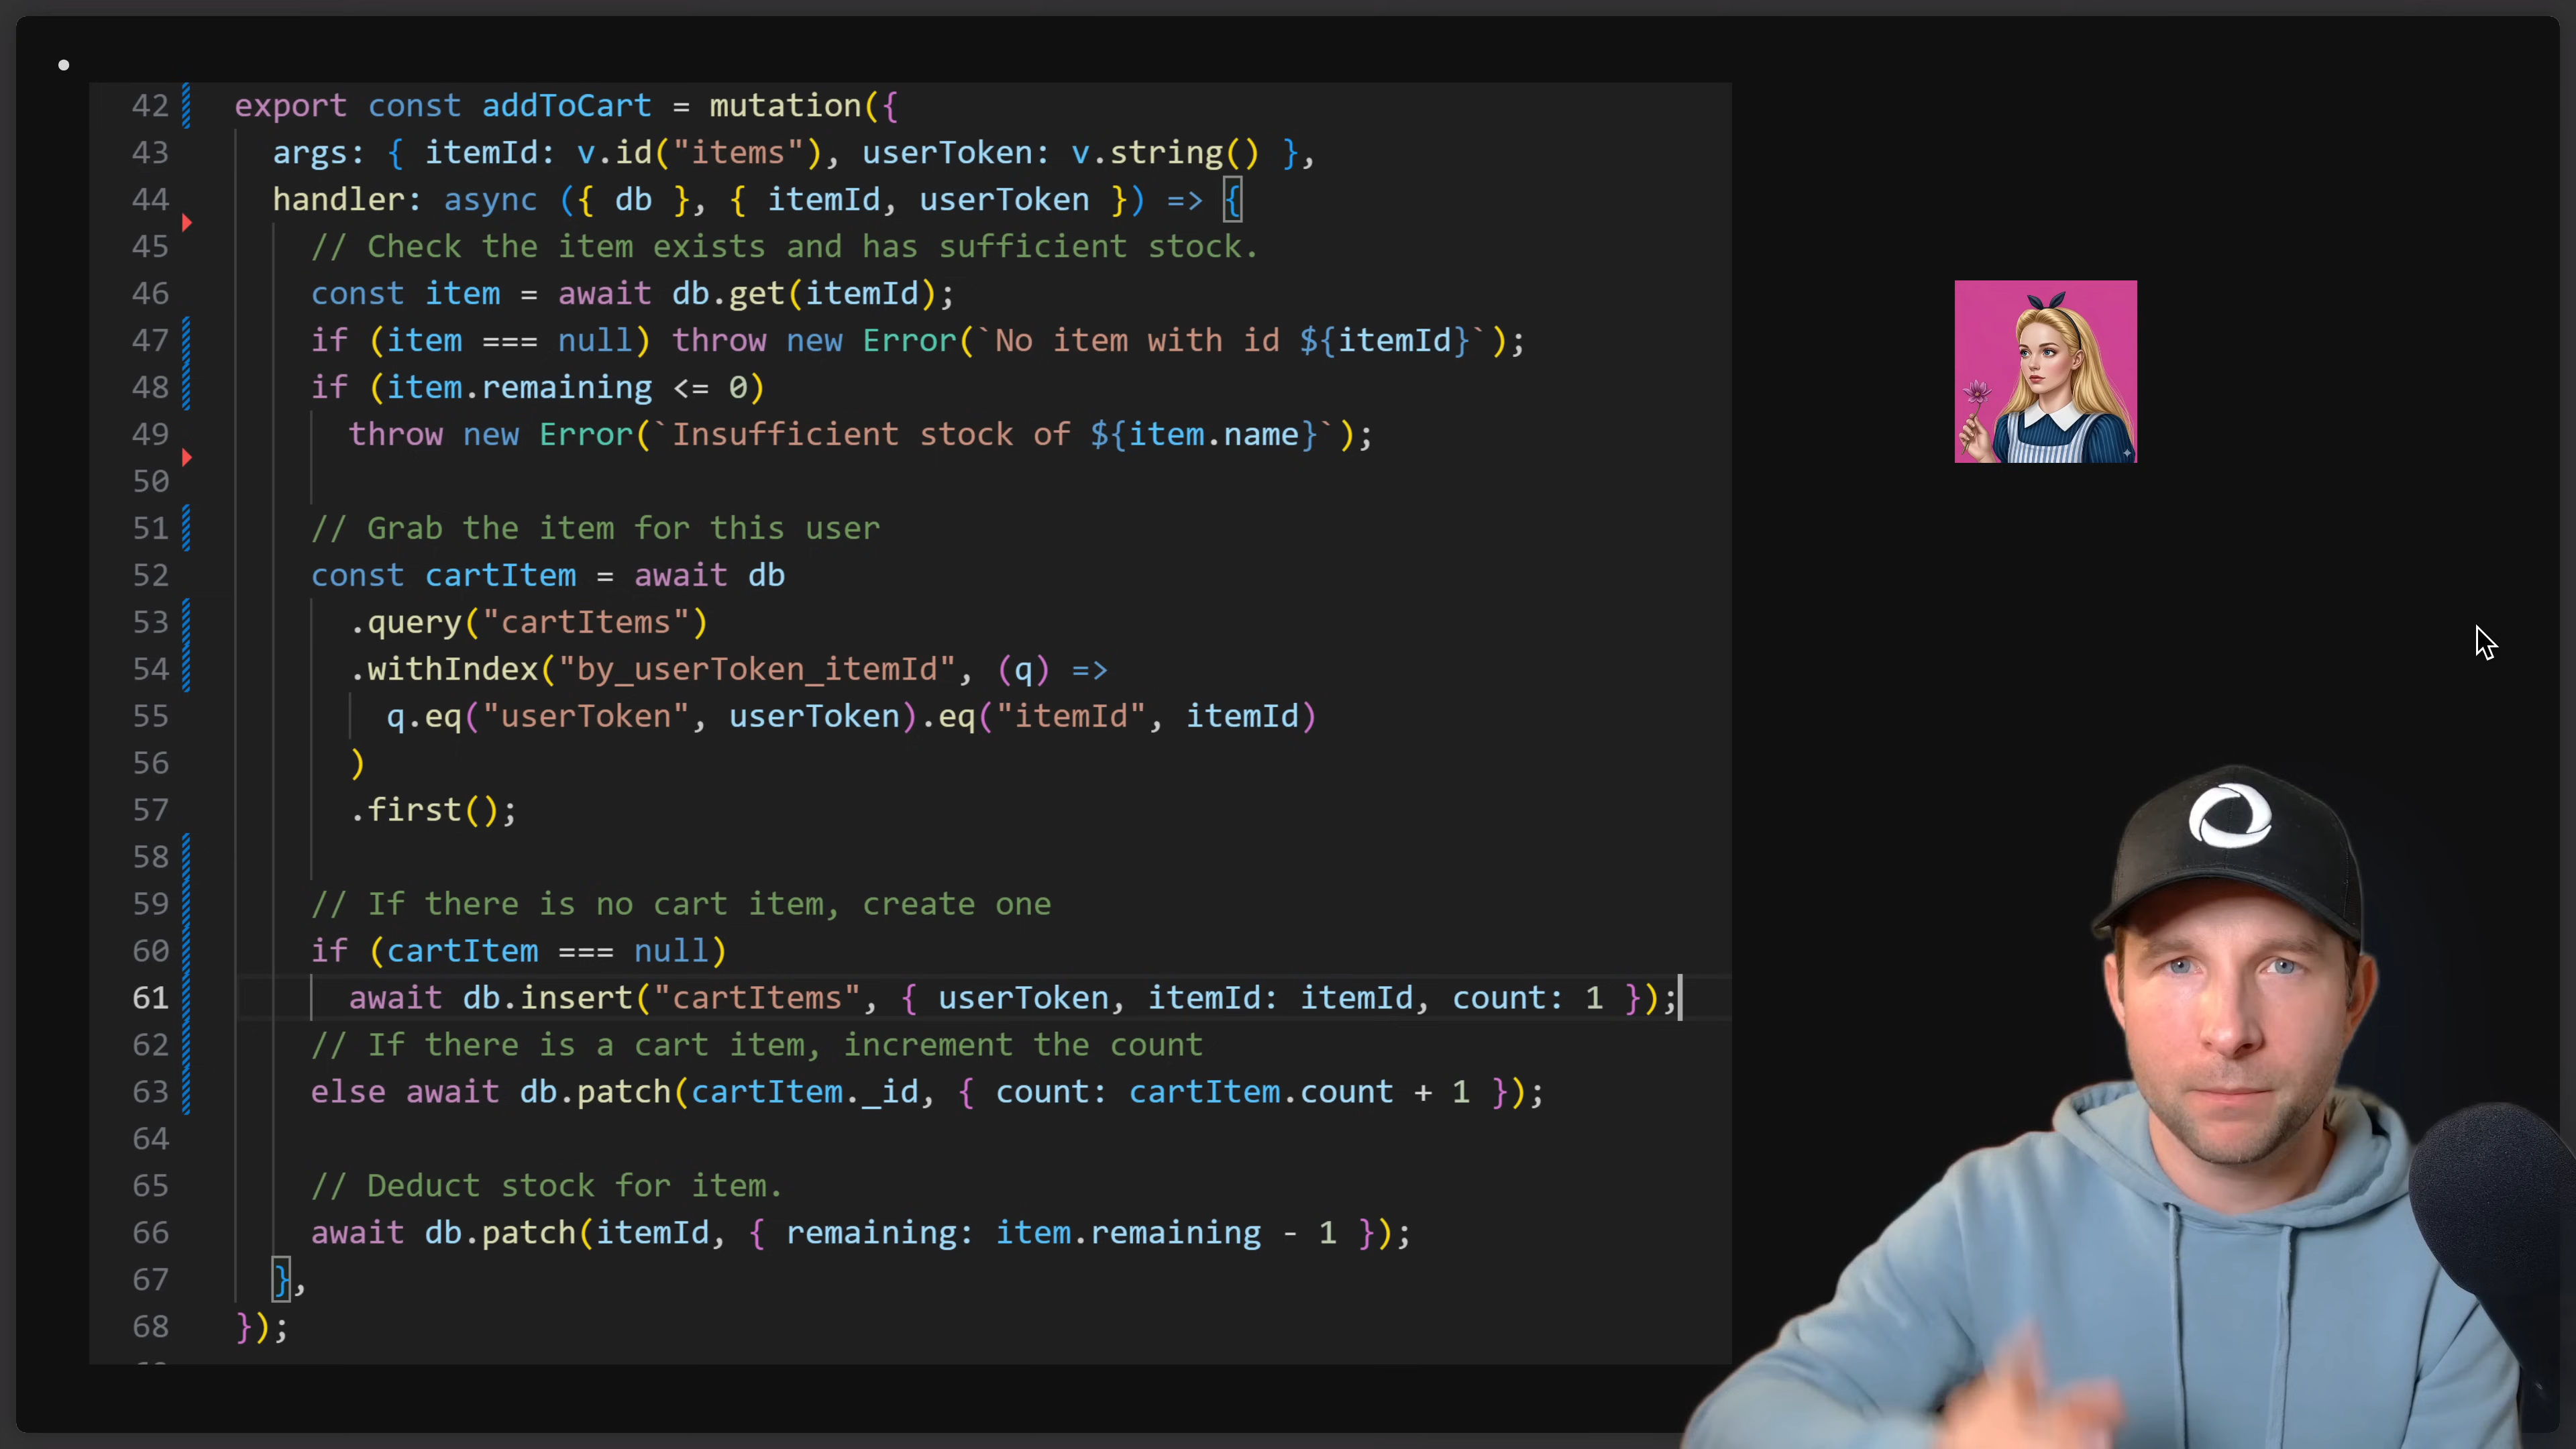 42 export const addToCart = mutation({
43 args: { itemId: v.id("items"), userToken: v.string() },
44 handler: async ({ db }, { itemId, userToken }) => {
45 // Check the item exists and has sufficient stock.
46 const item = await db.get(itemId);
47 if (item === null) throw new Error(`No item with id ${itemId}`);
48 if (item.remaining <= 0)
49 throw new Error(`Insufficient stock of ${item.name}`);
50
51 // Grab the item for this user
52 const cartItem = await db
53 .query("cartItems")
54 .withIndex("by_userToken_itemId", (q) =>
55 q.eq("userToken", userToken).eq("itemId", itemId)
56 )
57 .first();
58
59 // If there is no cart item, create one
60 if (cartItem === null)
61 await db.insert("cartItems", { userToken, itemId: itemId, count: 1 });
62 // If there is a cart item, increment the count
63 else await db.patch(cartItem._id, { count: cartItem.count + 1 });
64
65 // Deduct stock for item.
66 await db.patch(itemId, { remaining: item.remaining - 1 });
67 },
68 });